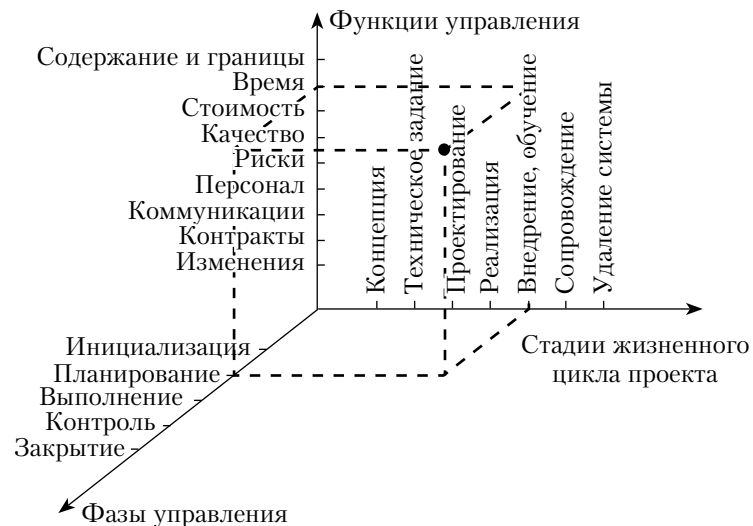 Функции управления
Содержание и границы
Время
Стоимость
Качество
Риски
Персонал
Коммуникации
Контракты
Изменения
Концепция
Техническое задание
Проектирование
Реализация
Внедрение, обучение
Сопровождение
Удаление системы
Стадии жизненного
цикла проекта
Инициализация
Планирование
Выполнение
Контроль
Закрытие
Фазы управления